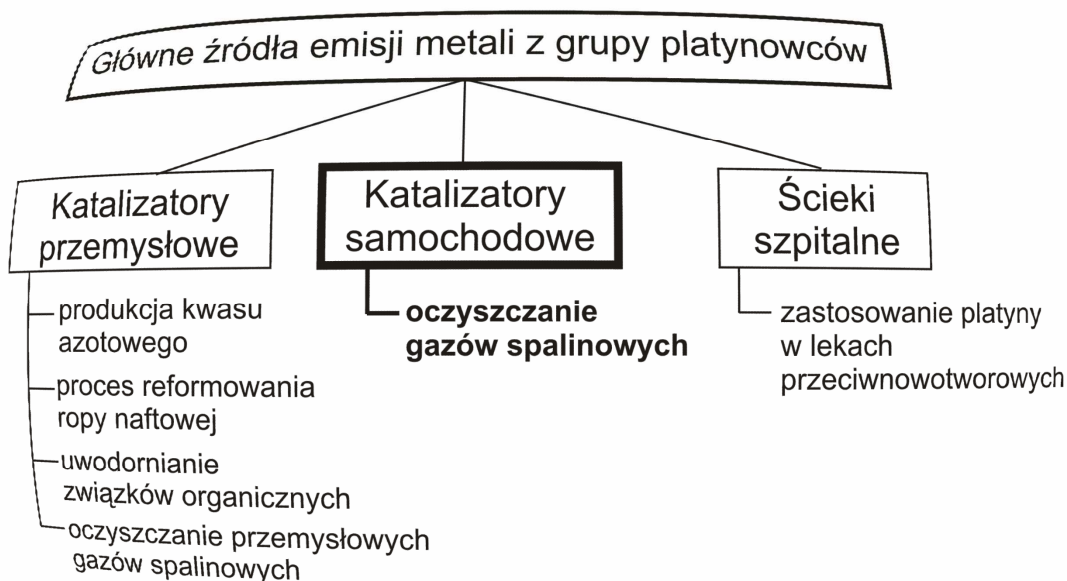 Główne źródła emisji metali z grupy platynowców
Katalizatory
przemysłowe
produkcja kwasu
azotowego
proces reformowania
ropy naftowej
uwodornianie
związków organicznych
oczyszczanie przemysłowych
gazów spalinowych
Katalizatory
samochodowe
oczyszczanie
gazów spalinowych
Ścieki
szpitalne
zastosowanie platyny
w lekach
przeciwnowotworowych